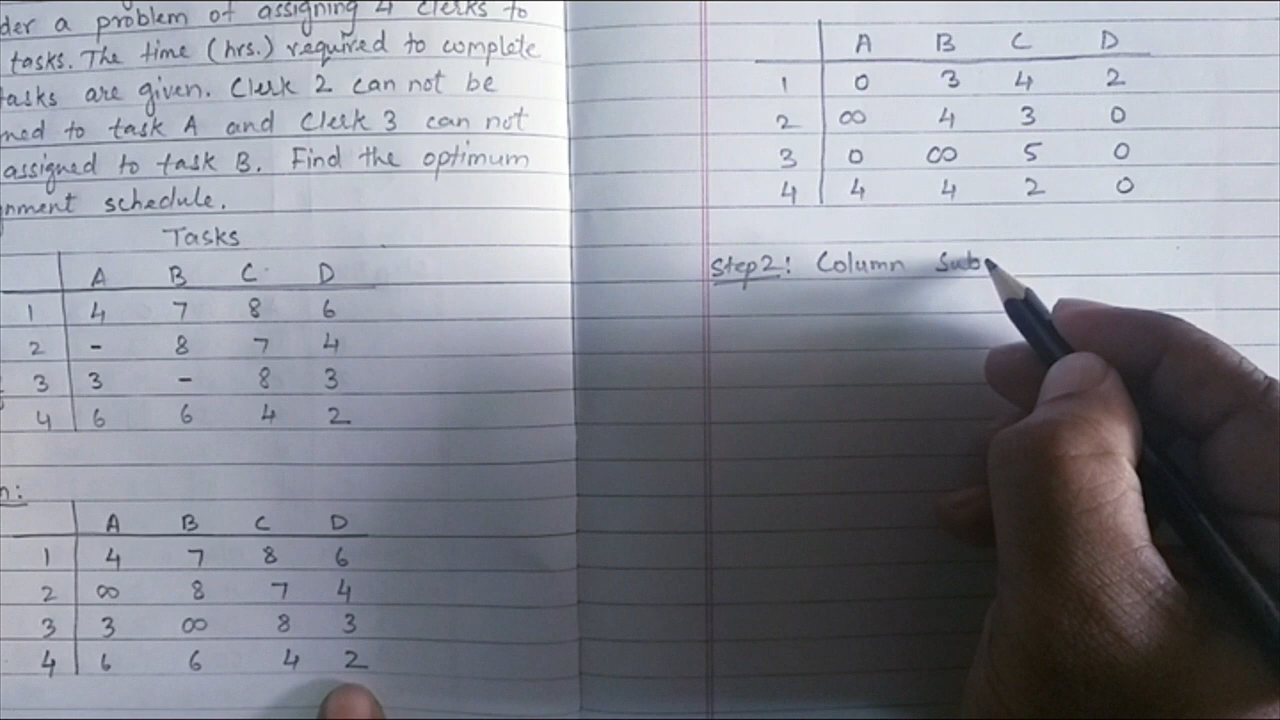 der a problem of assigning 4 clerks to
tasks. The time (hrs.) required to complete
tasks are given. Clerk 2 can not be
ned to task A and Clerk 3 can not
assigned to task B. Find the optimum
nment schedule.
Tasks
A B C D
1 4 7 8 6
2 - 8 7 4
3 3 - 8 3
4 6 6 4 2
n:
A B C D
1 4 7 8 6
2 ∞ 8 7 4
3 3 ∞ 8 3
4 6 6 4 2
A B C D
1 0 3 4 2
2 ∞ 4 3 0
3 0 ∞ 5 0
4 4 4 2 0
Step2: Column Sub